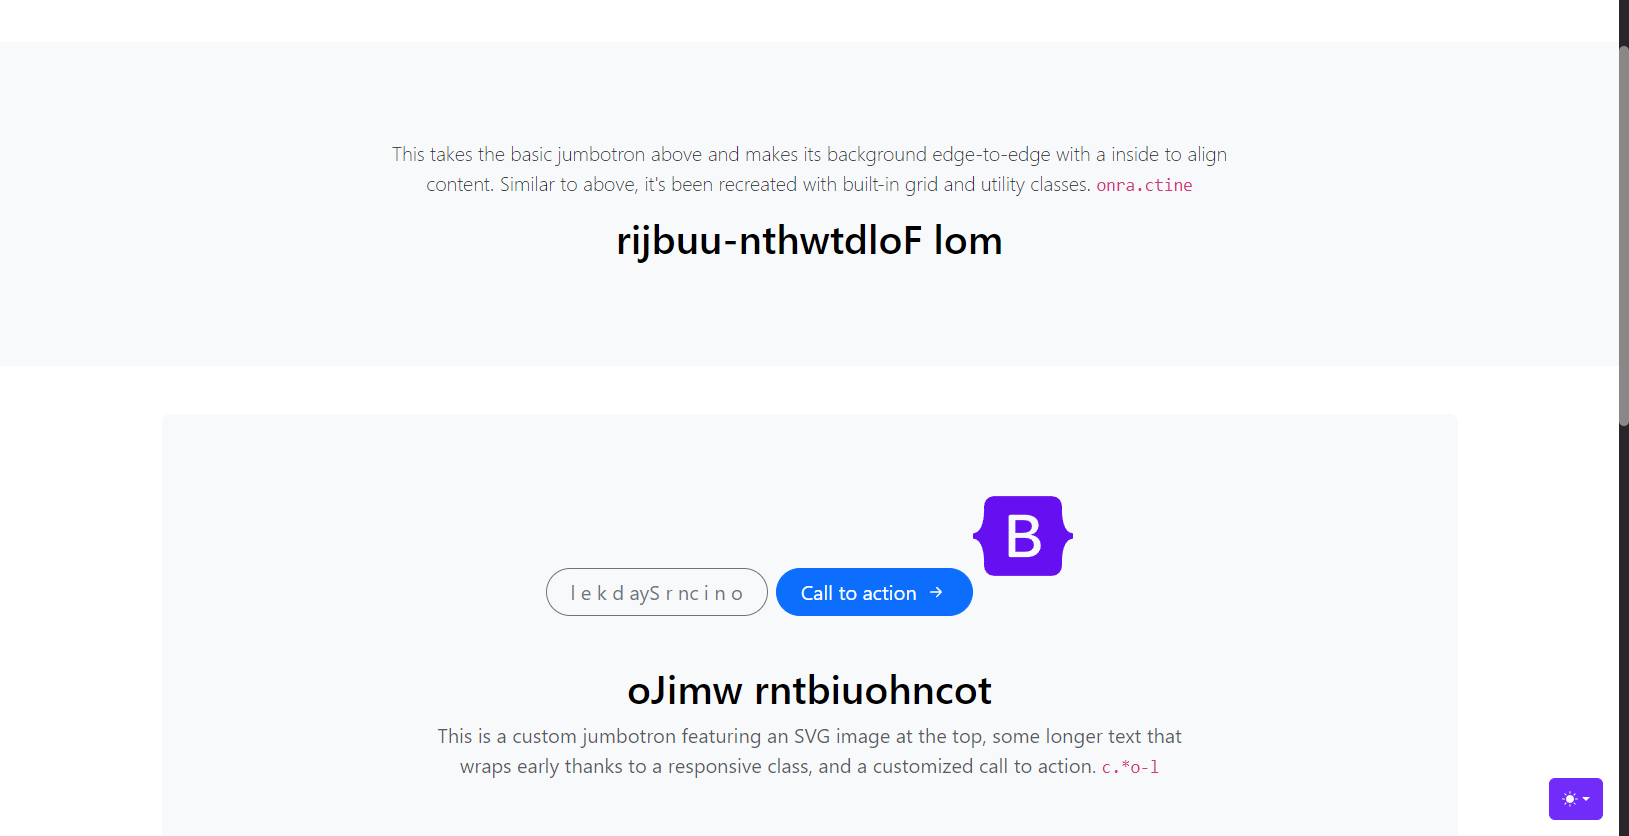 This takes the basic jumbotron above and makes its background edge-to-edge with a inside to align
content. Similar to above, it's been recreated with built-in grid and utility classes. onra.ctine
rijbuu-nthwtdloF lom
B
l e k d ayS r nc i n o
Call to action →
oJimw rntbiuohncot
This is a custom jumbotron featuring an SVG image at the top, some longer text that
wraps early thanks to a responsive class, and a customized call to action. c.*o-l